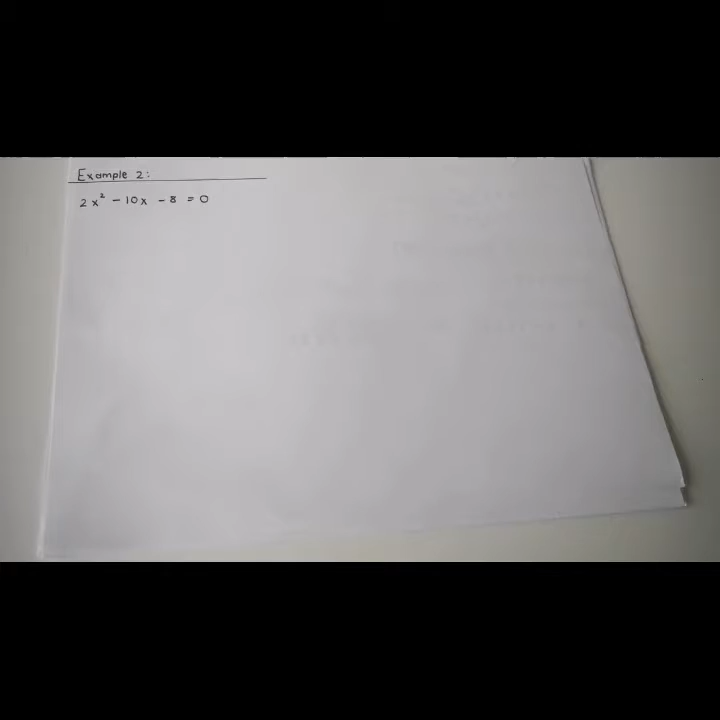 Example 2:
2x² - 10x - 8 = 0